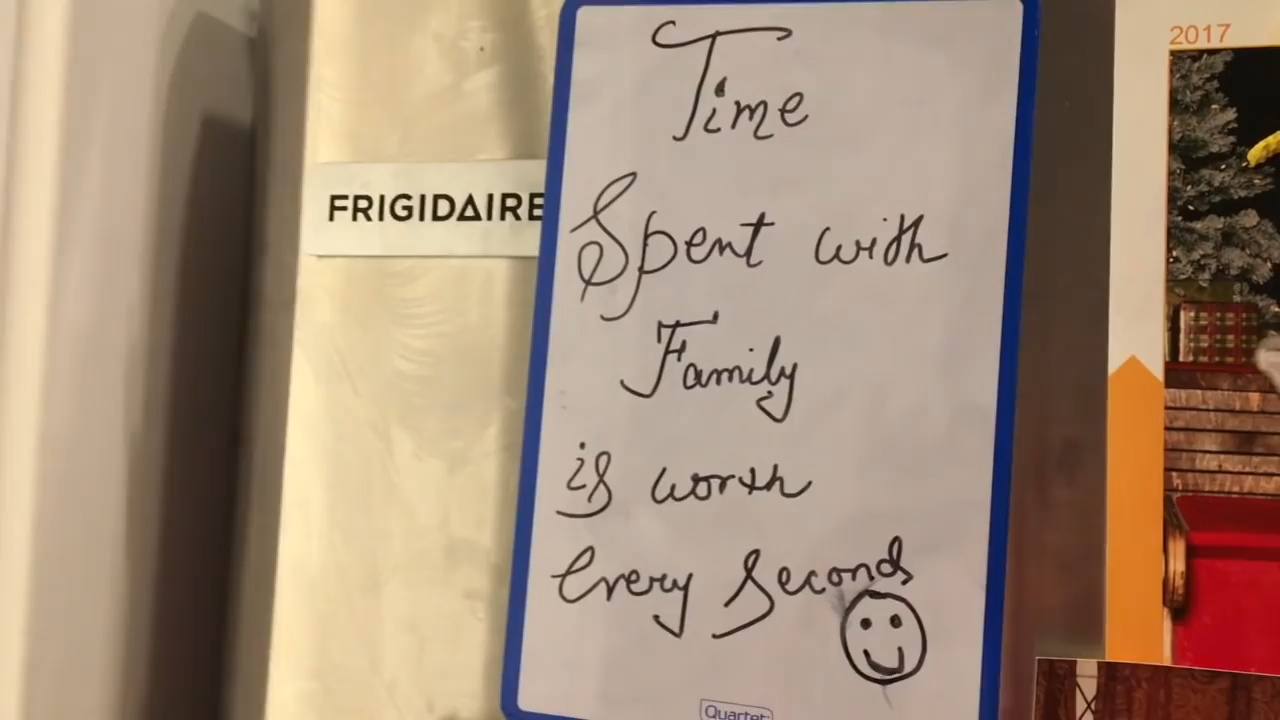 2017
FRIGIDAIRE
Time
Spent with
Family
is worth
every second
Quartet